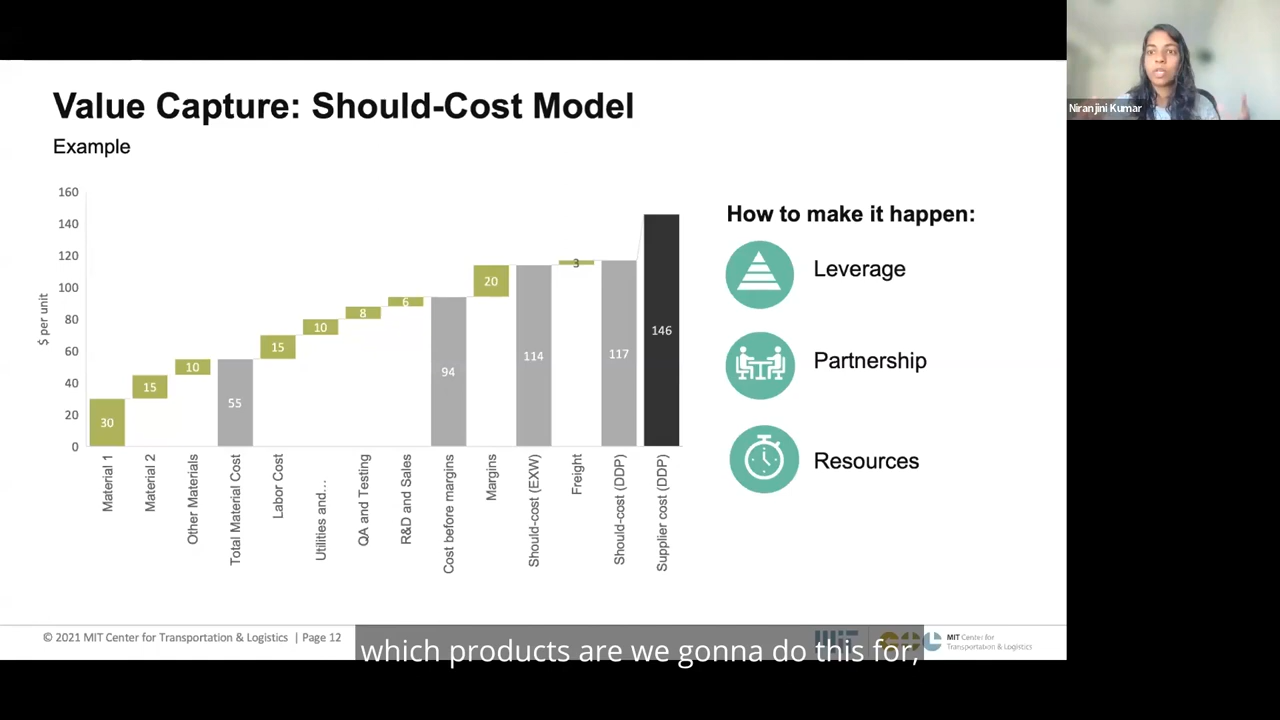 Niranjini Kumar
Value Capture: Should-Cost Model
Example
160
140
120
100
80
60
40
20
0
$ per unit
30
15
10
55
15
10
8
6
94
20
114
3
117
146
Material 1
Material 2
Other Materials
Total Material Cost
Labor Cost
Utilities and...
QA and Testing
R&D and Sales
Cost before margins
Margins
Should-cost (EXW)
Freight
Should-cost (DDP)
Supplier cost (DDP)
How to make it happen:
Leverage
Partnership
Resources
© 2021 MIT Center for Transportation & Logistics | Page 12
MIT Center for
Transportation & Logistics
which products are we gonna do this for,